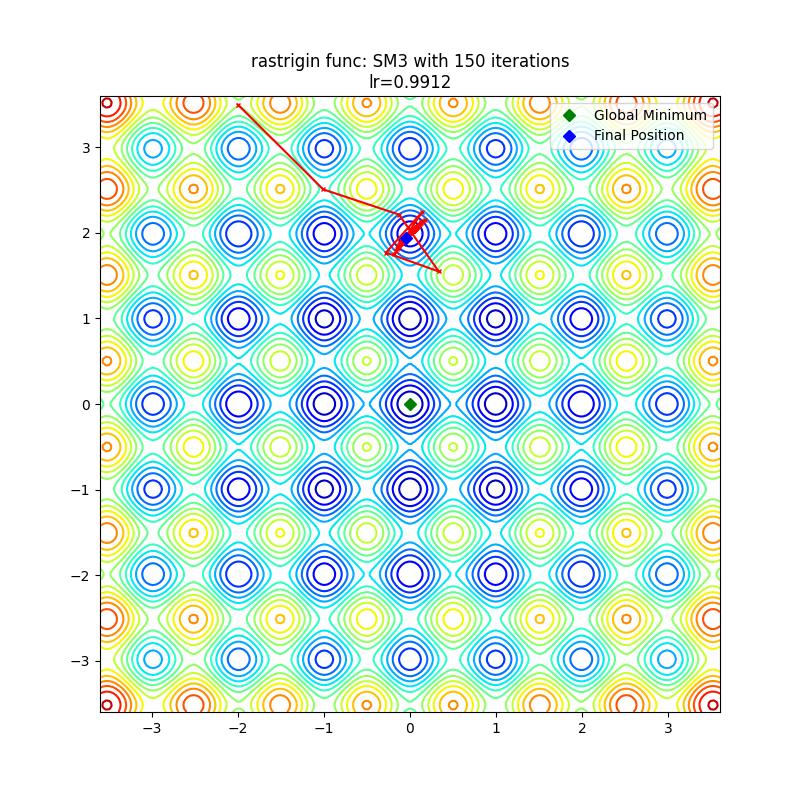 rastrigin func: SM3 with 150 iterations
lr=0.9912
Global Minimum
Final Position
3
2
1
0
−1
−2
−3
−3 −2 −1 0 1 2 3